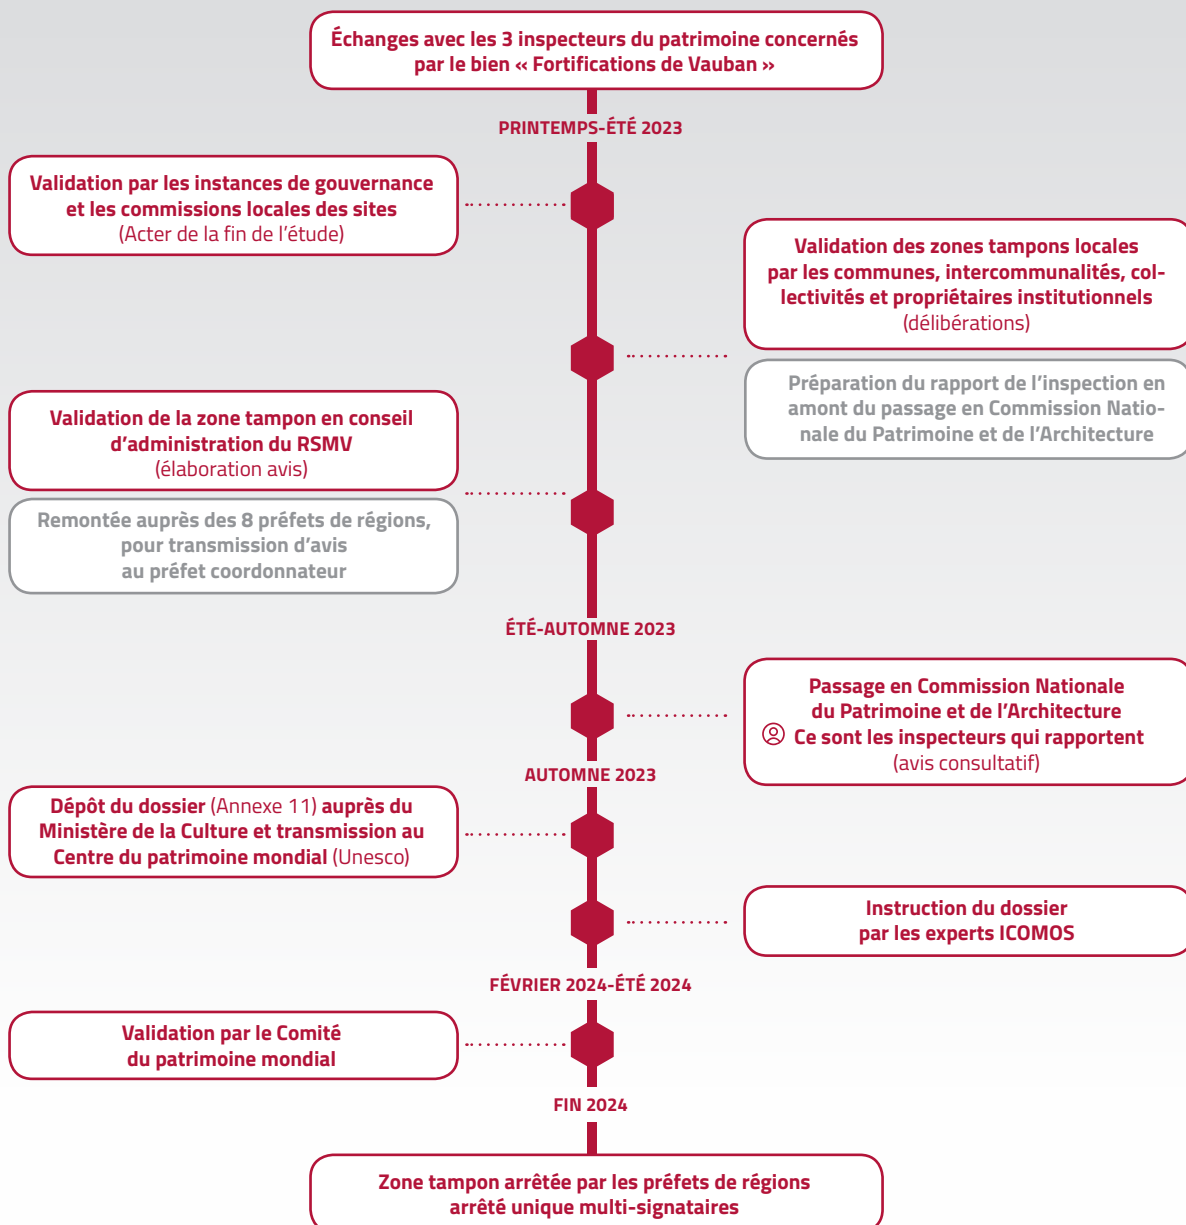 Échanges avec les 3 inspecteurs du patrimoine concernés
par le bien « Fortifications de Vauban »
PRINTEMPS-ÉTÉ 2023
Validation par les instances de gouvernance
et les commissions locales des sites
(Acter de la fin de l’étude)
Validation des zones tampons locales
par les communes, intercommunalités, col-
lectivités et propriétaires institutionnels
(délibérations)
Préparation du rapport de l’inspection en
amont du passage en Commission Natio-
nale du Patrimoine et de l’Architecture
Validation de la zone tampon en conseil
d’administration du RSMV
(élaboration avis)
Remontée auprès des 8 préfets de régions,
pour transmission d’avis
au préfet coordonnateur
ÉTÉ-AUTOMNE 2023
Passage en Commission Nationale
du Patrimoine et de l’Architecture
Ce sont les inspecteurs qui rapportent
(avis consultatif)
AUTOMNE 2023
Dépôt du dossier (Annexe 11) auprès du
Ministère de la Culture et transmission au
Centre du patrimoine mondial (Unesco)
Instruction du dossier
par les experts ICOMOS
FÉVRIER 2024-ÉTÉ 2024
Validation par le Comité
du patrimoine mondial
FIN 2024
Zone tampon arrêtée par les préfets de régions
arrêté unique multi-signataires